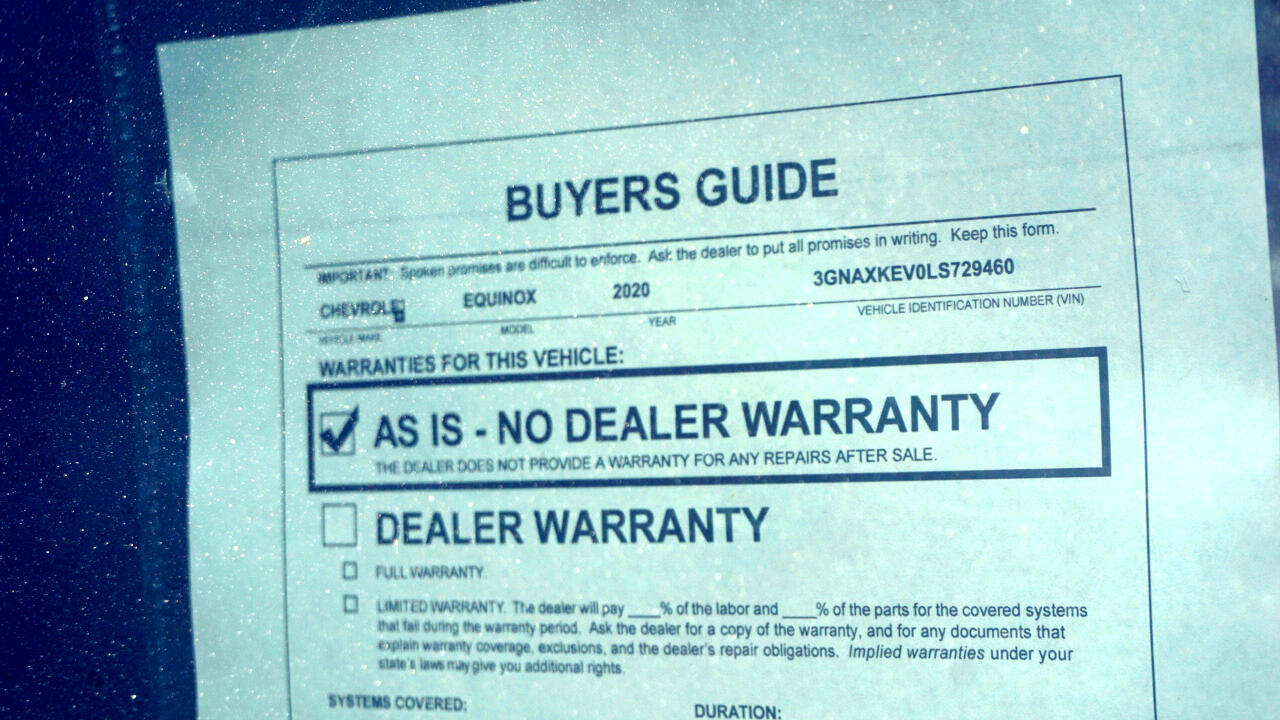 BUYERS GUIDE
IMPORTANT: Spoken promises are difficult to enforce. Ask the dealer to put all promises in writing. Keep this form.
CHEVROLET EQUINOX 2020 3GNAXKEV0LS729460
VEHICLE MAKE MODEL YEAR VEHICLE IDENTIFICATION NUMBER (VIN)
WARRANTIES FOR THIS VEHICLE:
AS IS - NO DEALER WARRANTY
THE DEALER DOES NOT PROVIDE A WARRANTY FOR ANY REPAIRS AFTER SALE.
DEALER WARRANTY
FULL WARRANTY.
LIMITED WARRANTY. The dealer will pay ____% of the labor and ____% of the parts for the covered systems
that fail during the warranty period. Ask the dealer for a copy of the warranty, and for any documents that
explain warranty coverage, exclusions, and the dealer's repair obligations. Implied warranties under your
state's laws may give you additional rights.
SYSTEMS COVERED: DURATION: